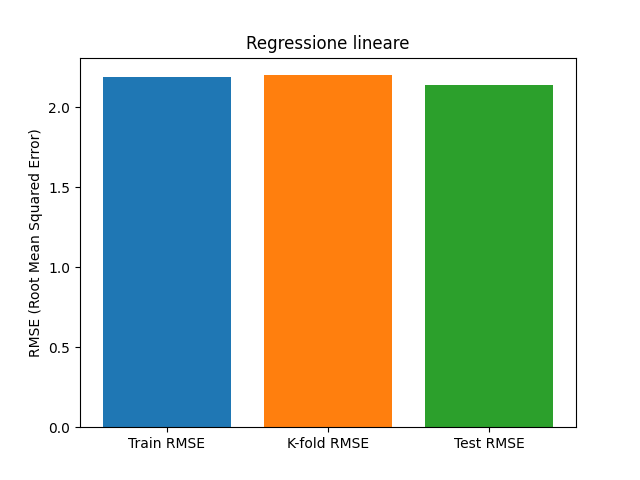 Regressione lineare
RMSE (Root Mean Squared Error)
2.0
1.5
1.0
0.5
0.0
Train RMSE
K-fold RMSE
Test RMSE